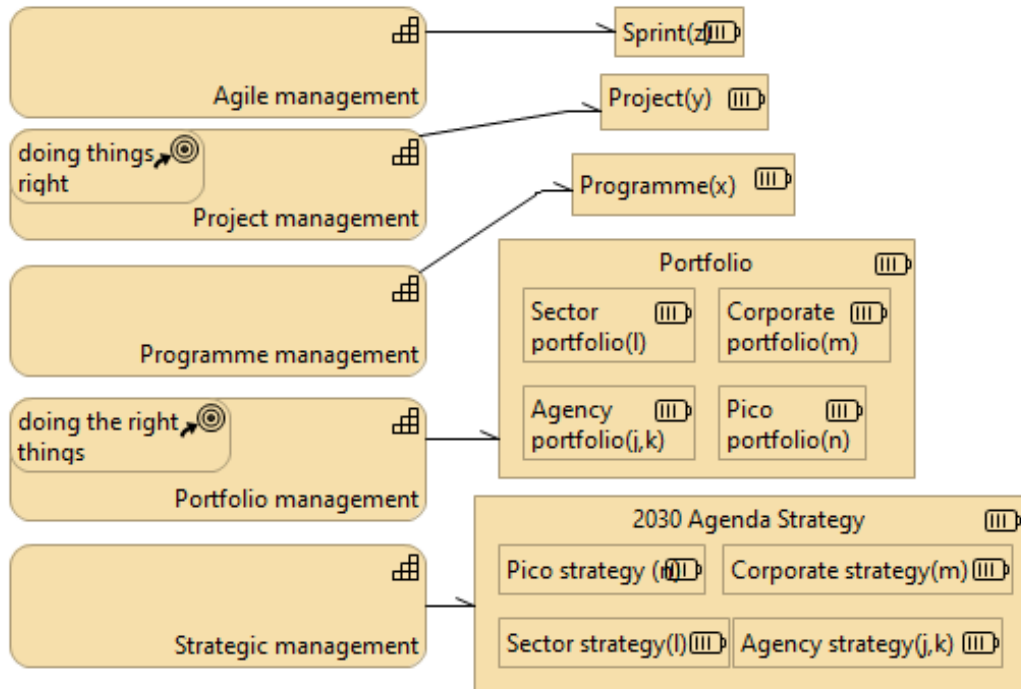 Agile management
Sprint(z)
doing things
right
Project management
Project(y)
Programme management
Programme(x)
doing the right
things
Portfolio management
Portfolio
Sector
portfolio(l)
Corporate
portfolio(m)
Agency
portfolio(j,k)
Pico
portfolio(n)
Strategic management
2030 Agenda Strategy
Pico strategy (n)
Corporate strategy(m)
Sector strategy(l)
Agency strategy(j,k)